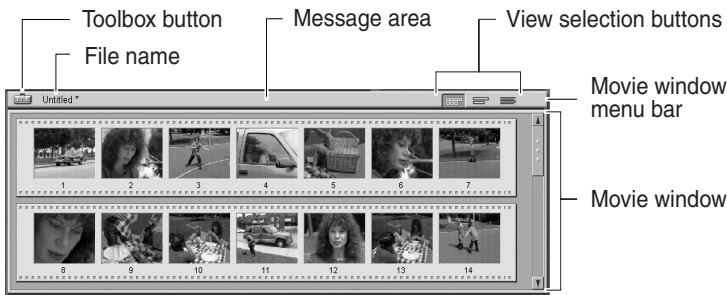 Toolbox button
Message area
View selection buttons
File name
Untitled *
Movie window
menu bar
1 2 3 4 5 6 7
Movie window
8 9 10 11 12 13 14